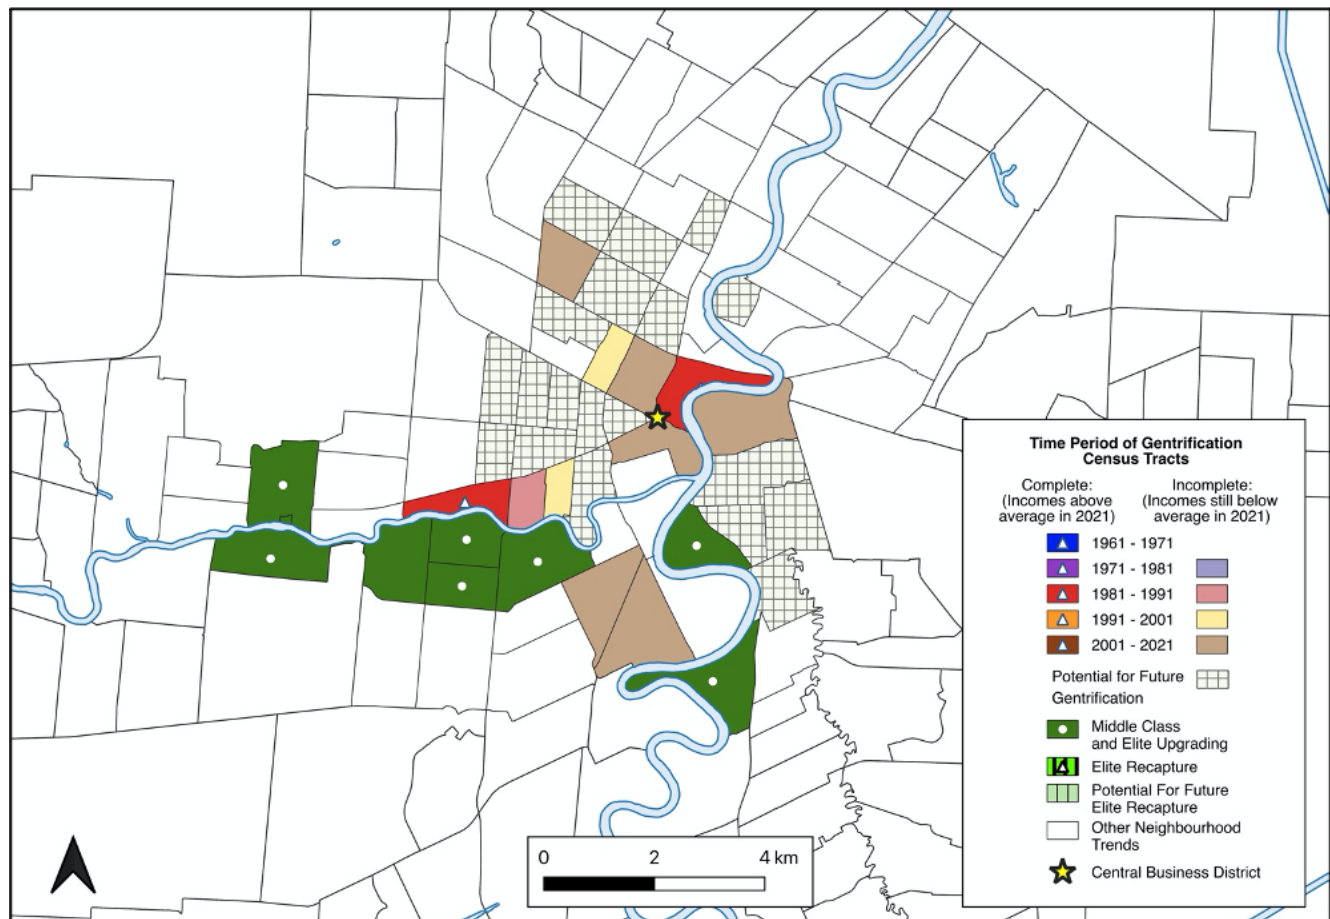 Time Period of Gentrification
Census Tracts
Complete:
(Incomes above
average in 2021)
Incomplete:
(Incomes still below
average in 2021)
1961 - 1971
1971 - 1981
1981 - 1991
1991 - 2001
2001 - 2021
Potential for Future
Gentrification
Middle Class
and Elite Upgrading
Elite Recapture
Potential For Future
Elite Recapture
Other Neighbourhood
Trends
Central Business District
0 2 4 km